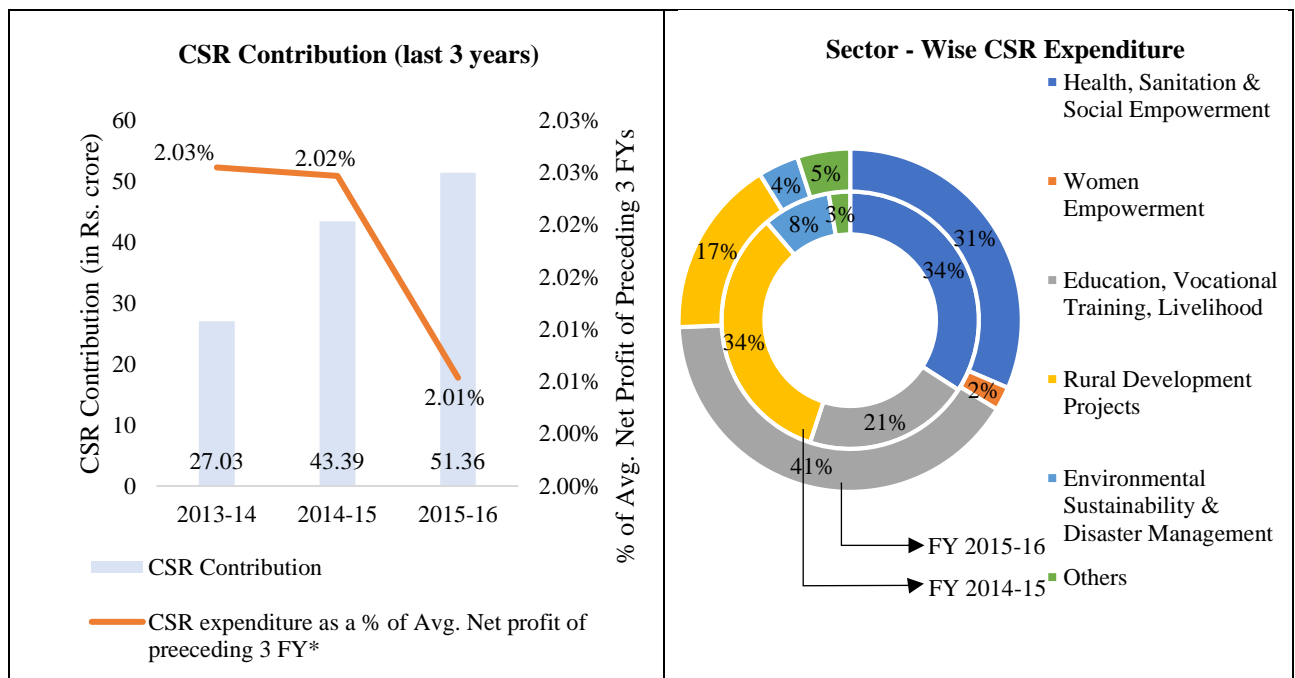 CSR Contribution (last 3 years)
CSR Contribution (in Rs. crore)
60
50
40
30
20
10
0
2.03%
2.02%
2.01%
27.03
43.39
51.36
2013-14
2014-15
2015-16
2.03%
2.03%
2.02%
2.02%
2.01%
2.01%
2.00%
2.00%
% of Avg. Net Profit of Preceding 3 FYs
CSR Contribution
CSR expenditure as a % of Avg. Net profit of
preeceding 3 FY*
Sector - Wise CSR Expenditure
31%
2%
41%
17%
4%
5%
34%
21%
34%
8%
3%
FY 2015-16
FY 2014-15
Health, Sanitation &
Social Empowerment
Women
Empowerment
Education, Vocational
Training, Livelihood
Rural Development
Projects
Environmental
Sustainability &
Disaster Management
Others